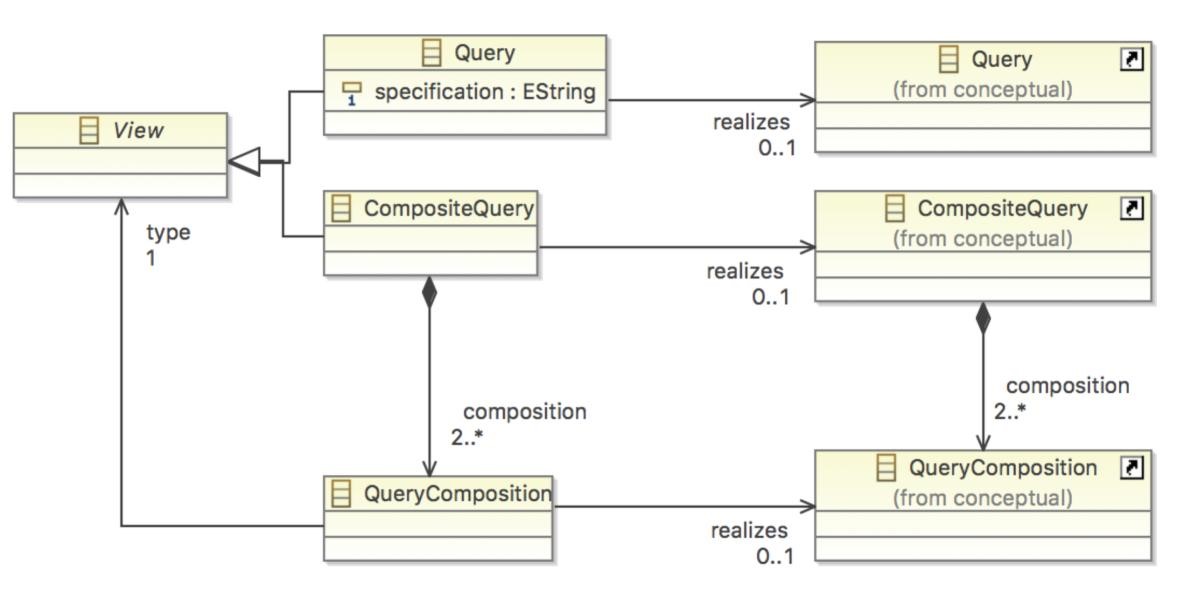 Query
1 specification : EString
Query
(from conceptual)
realizes
0..1
View
type
1
CompositeQuery
CompositeQuery
(from conceptual)
realizes
0..1
composition
2..*
composition
2..*
QueryComposition
QueryComposition
(from conceptual)
realizes
0..1